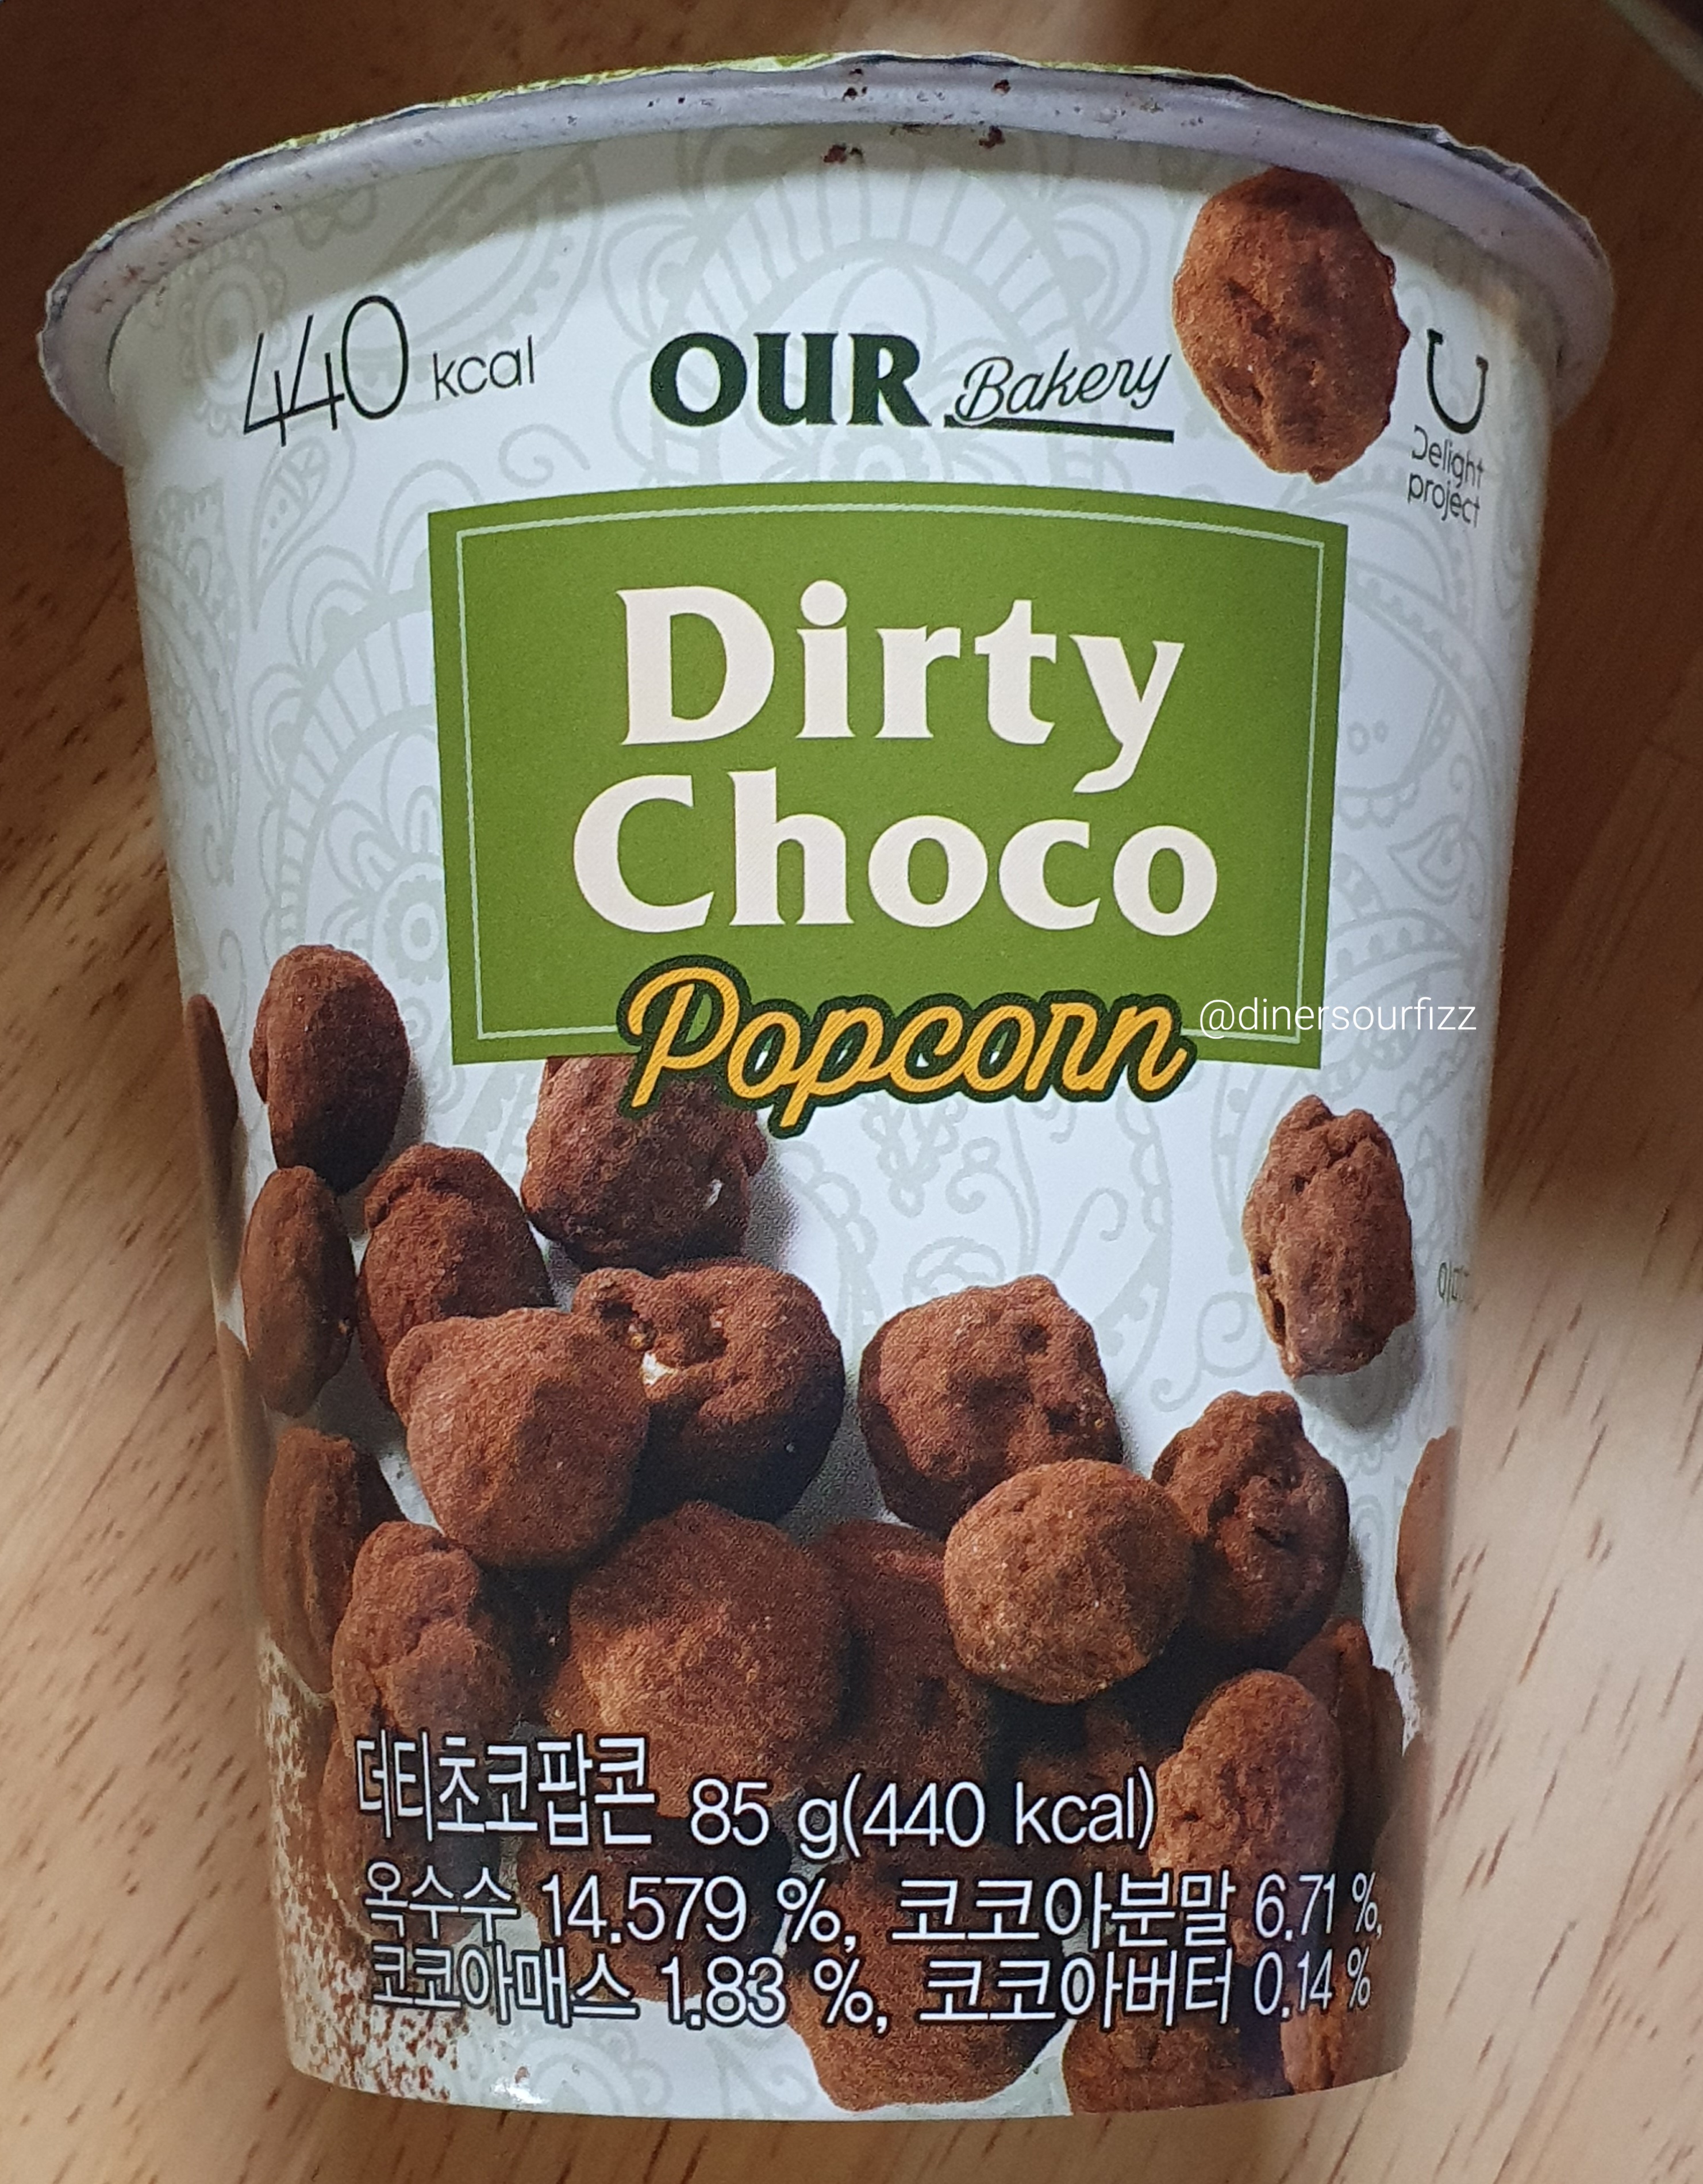 440 kcal
OUR Bakery
Delight
project
Dirty
Choco
Popcorn
@dinersourfizz
더티초코팝콘 85 g(440 kcal)
옥수수 14.579 %, 코코아분말 6.71 %,
코코아매스 1.83 %, 코코아버터 0.14 %